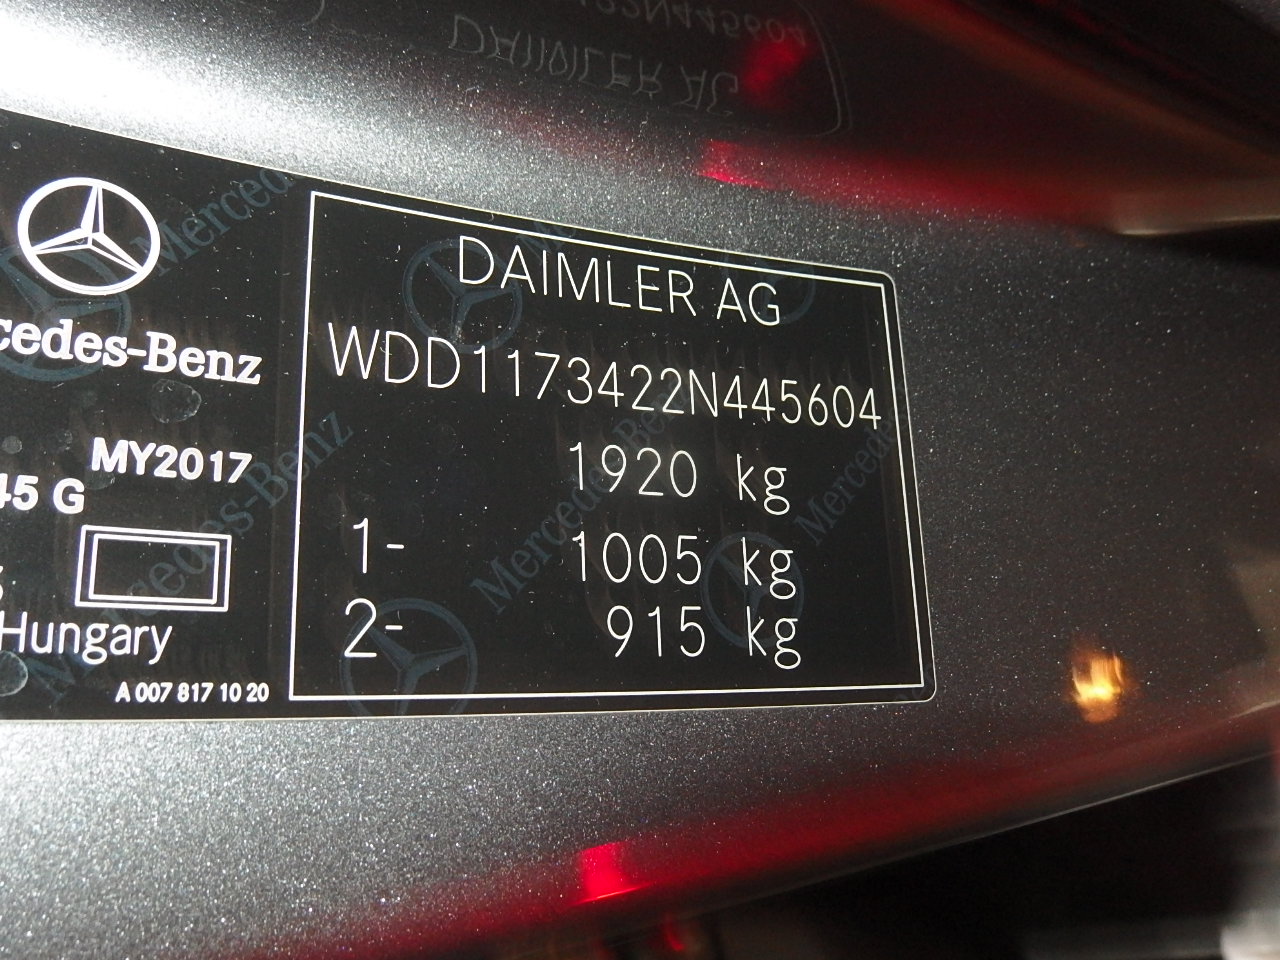 DAIMLER AG
WDD1173422N445604
1920 kg
1- 1005 kg
2- 915 kg
cedes-Benz
MY2017
45 G
Hungary
A 007 817 10 20